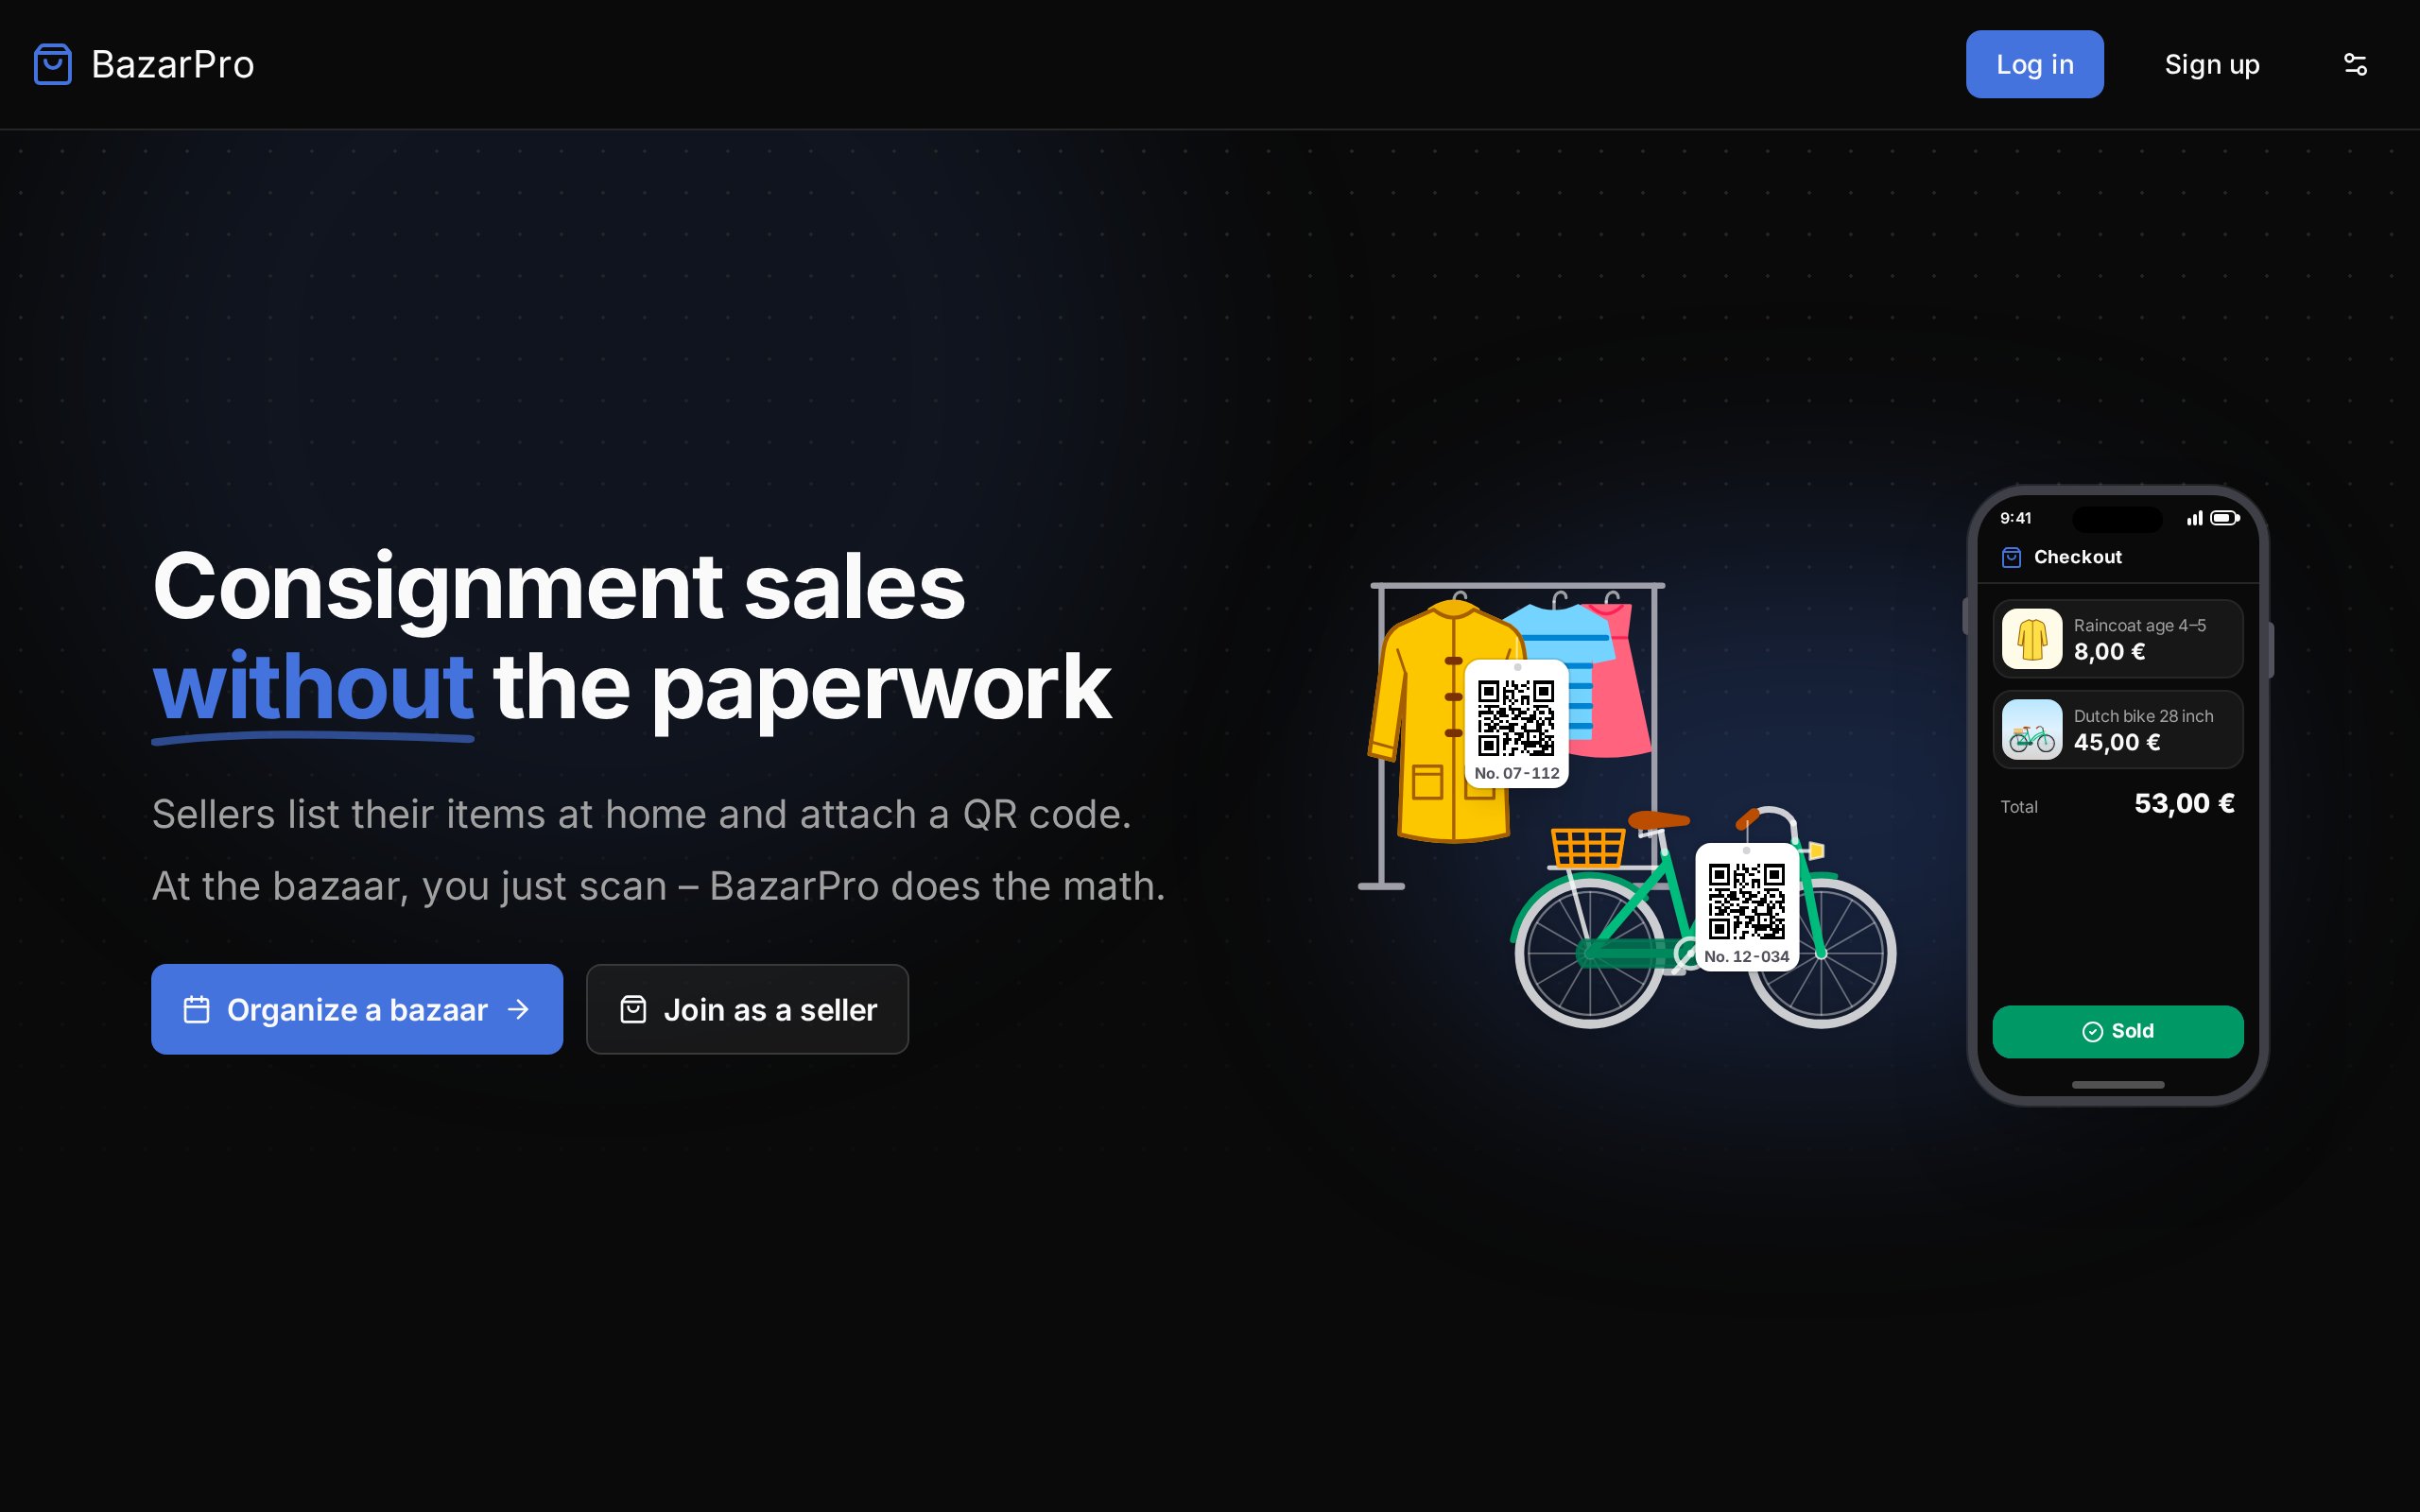 BazarPro
Log in
Sign up
Consignment sales
without the paperwork
Sellers list their items at home and attach a QR code.
At the bazaar, you just scan – BazarPro does the math.
Organize a bazaar
Join as a seller
No. 07-112
No. 12-034
9:41
Checkout
Raincoat age 4–5
8,00 €
Dutch bike 28 inch
45,00 €
Total 53,00 €
Sold